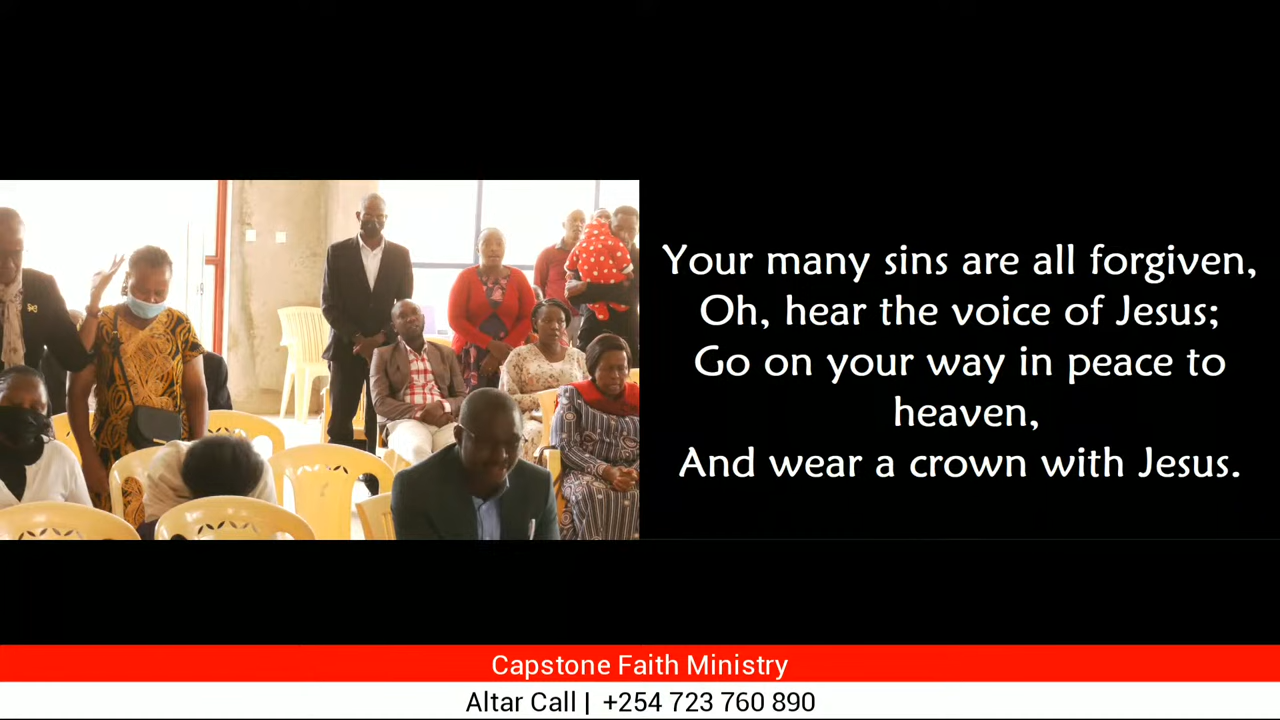 Your many sins are all forgiven,
Oh, hear the voice of Jesus;
Go on your way in peace to
heaven,
And wear a crown with Jesus.
Capstone Faith Ministry
Altar Call | +254 723 760 890